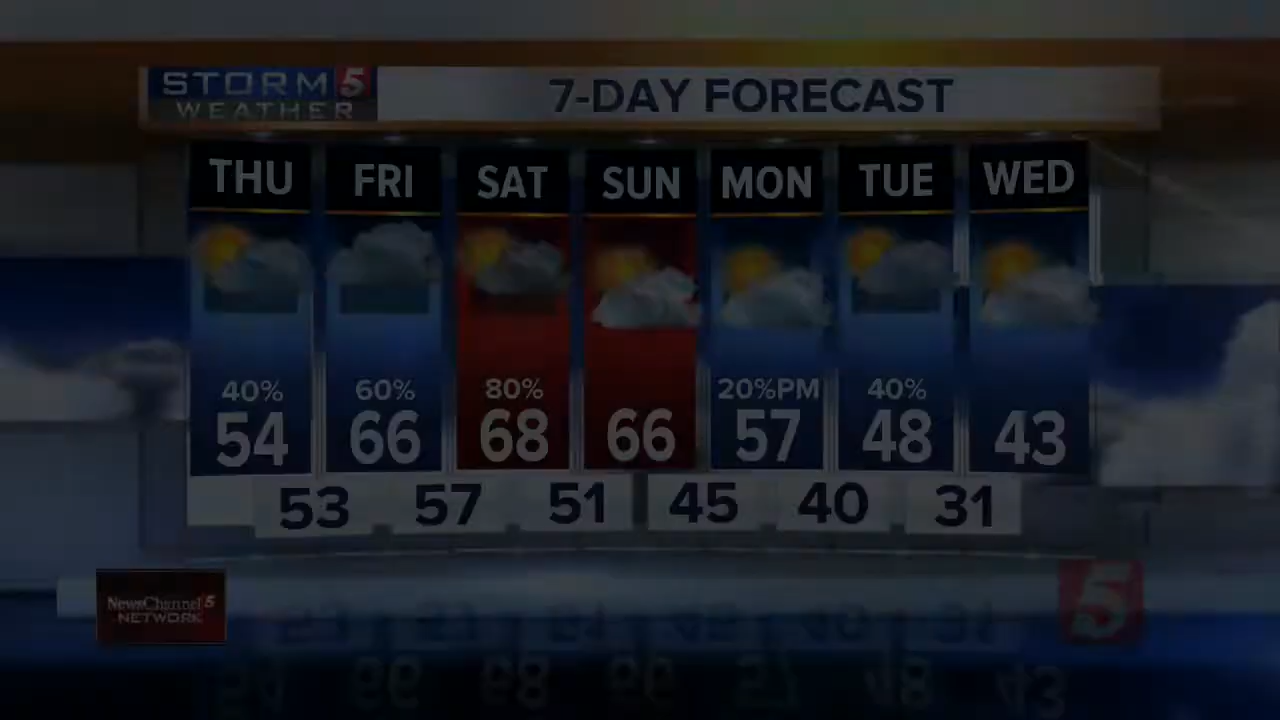 STORM 5
WEATHER
7-DAY FORECAST
THU FRI SAT SUN MON TUE WED
40% 60% 80% 20%PM 40%
54 66 68 66 57 48 43
53 57 51 45 40 31
NewsChannel 5
NETWORK
5